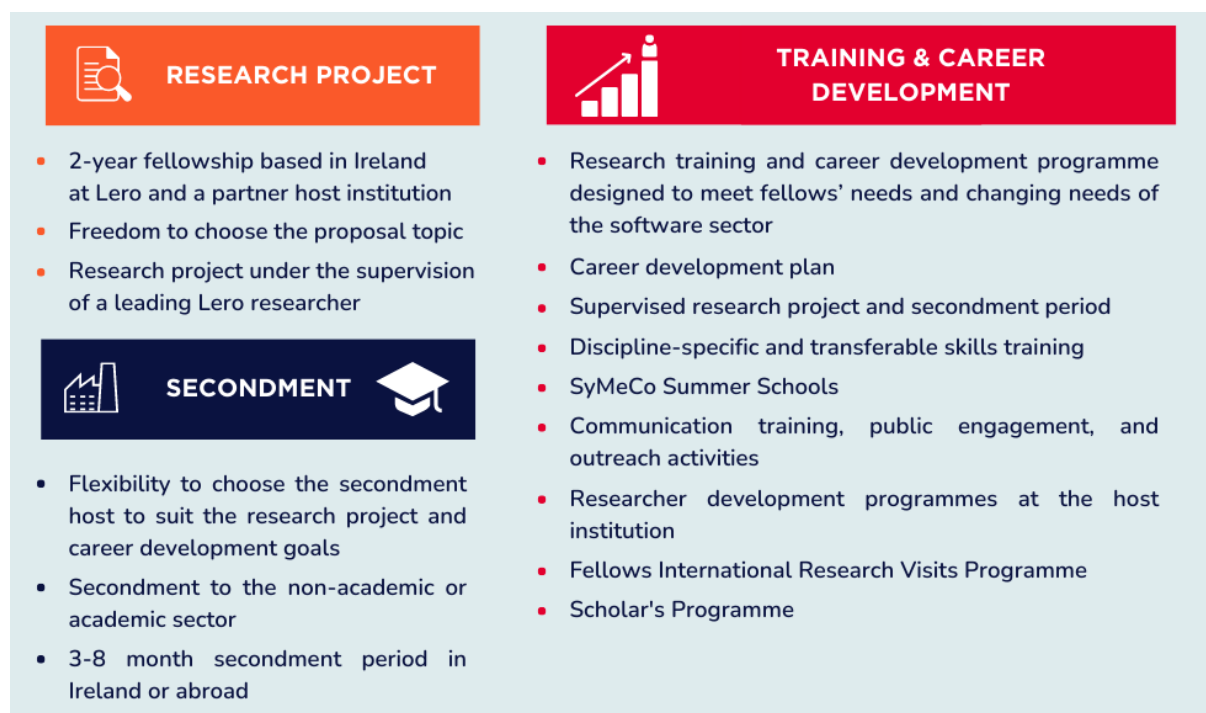 RESEARCH PROJECT
• 2-year fellowship based in Ireland
at Lero and a partner host institution
• Freedom to choose the proposal topic
• Research project under the supervision
of a leading Lero researcher
SECONDMENT
• Flexibility to choose the secondment
host to suit the research project and
career development goals
• Secondment to the non-academic or
academic sector
• 3-8 month secondment period in
Ireland or abroad
TRAINING & CAREER
DEVELOPMENT
• Research training and career development programme
designed to meet fellows’ needs and changing needs of
the software sector
• Career development plan
• Supervised research project and secondment period
• Discipline-specific and transferable skills training
• SyMeCo Summer Schools
• Communication training, public engagement, and
outreach activities
• Researcher development programmes at the host
institution
• Fellows International Research Visits Programme
• Scholar's Programme